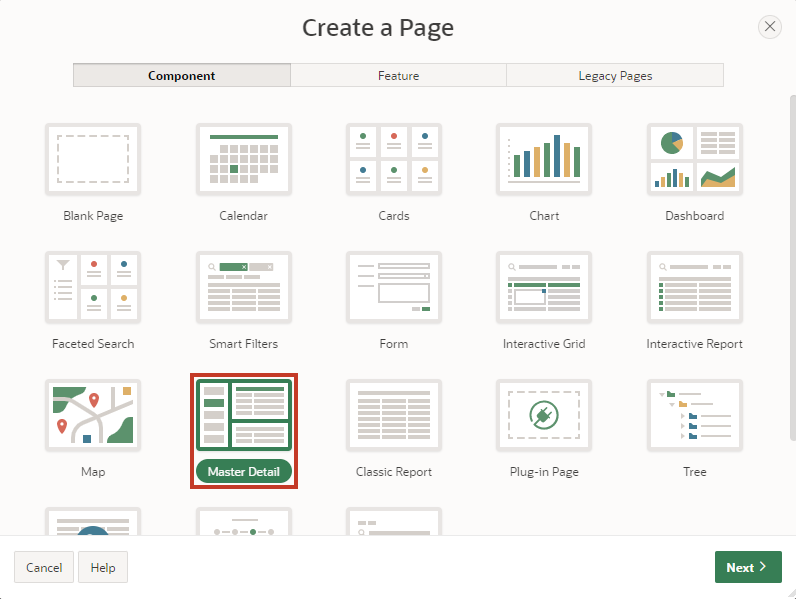 Create a Page
Component Feature Legacy Pages
Blank Page Calendar Cards Chart Dashboard
Faceted Search Smart Filters Form Interactive Grid Interactive Report
Map Master Detail Classic Report Plug-in Page Tree
Cancel Help Next